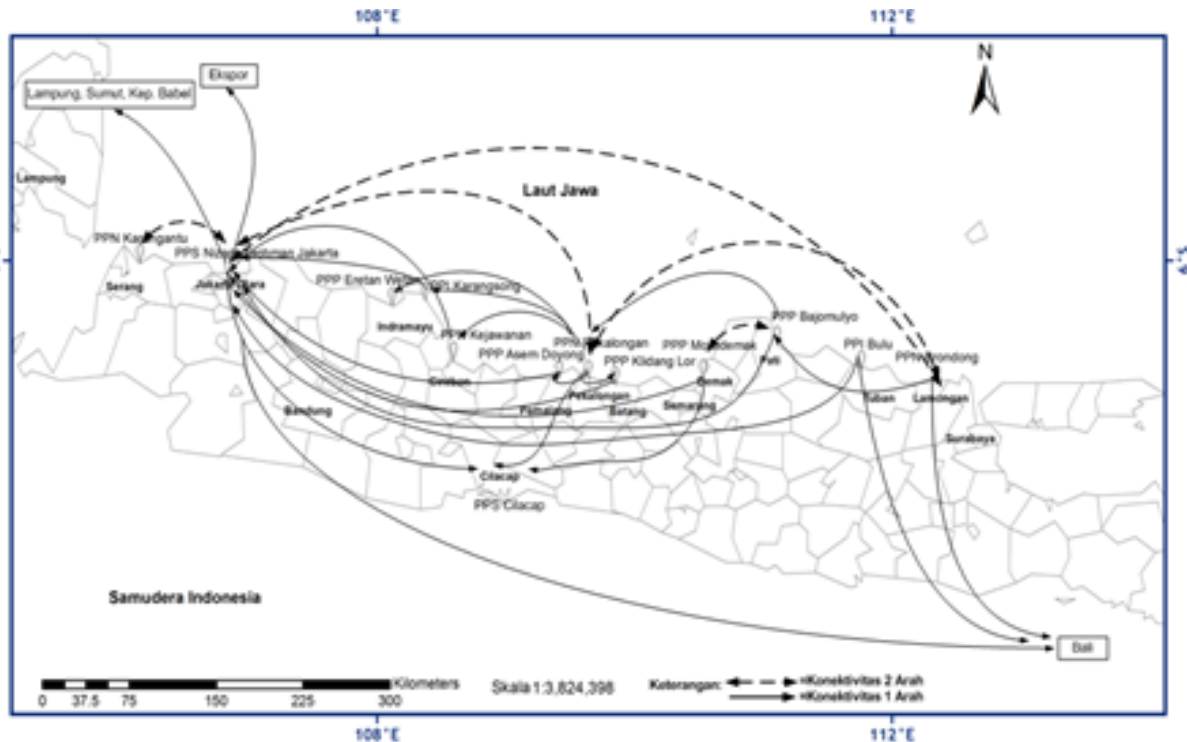 108°E
112°E
Ekspor
Lampung, Sumut, Kep. Babel
N
Lampung
Laut Jawa
PPN Karangantu
PPS Nizam Zachman Jakarta
Serang
Jakarta Utara
PPP Eretan Wetan
PPI Karangsong
Indramayu
PPN Kejawanan
PPN Pekalongan
PPP Morodemak
PPP Bajomulyo
PPI Bulu
PPN Brondong
PPP Asem Doyong
PPP Klidang Lor
Pati
Cirebon
Demak
Bandung
Pemalang
Pekalongan
Batang
Semarang
Tuban
Lamongan
Surabaya
Cilacap
PPS Cilacap
Samudera Indonesia
Bali
Kilometers
0 37.5 75 150 225 300
Skala 1:3,824,398
Keterangan:
=Konektivitas 2 Arah
=Konektivitas 1 Arah
108°E
112°E